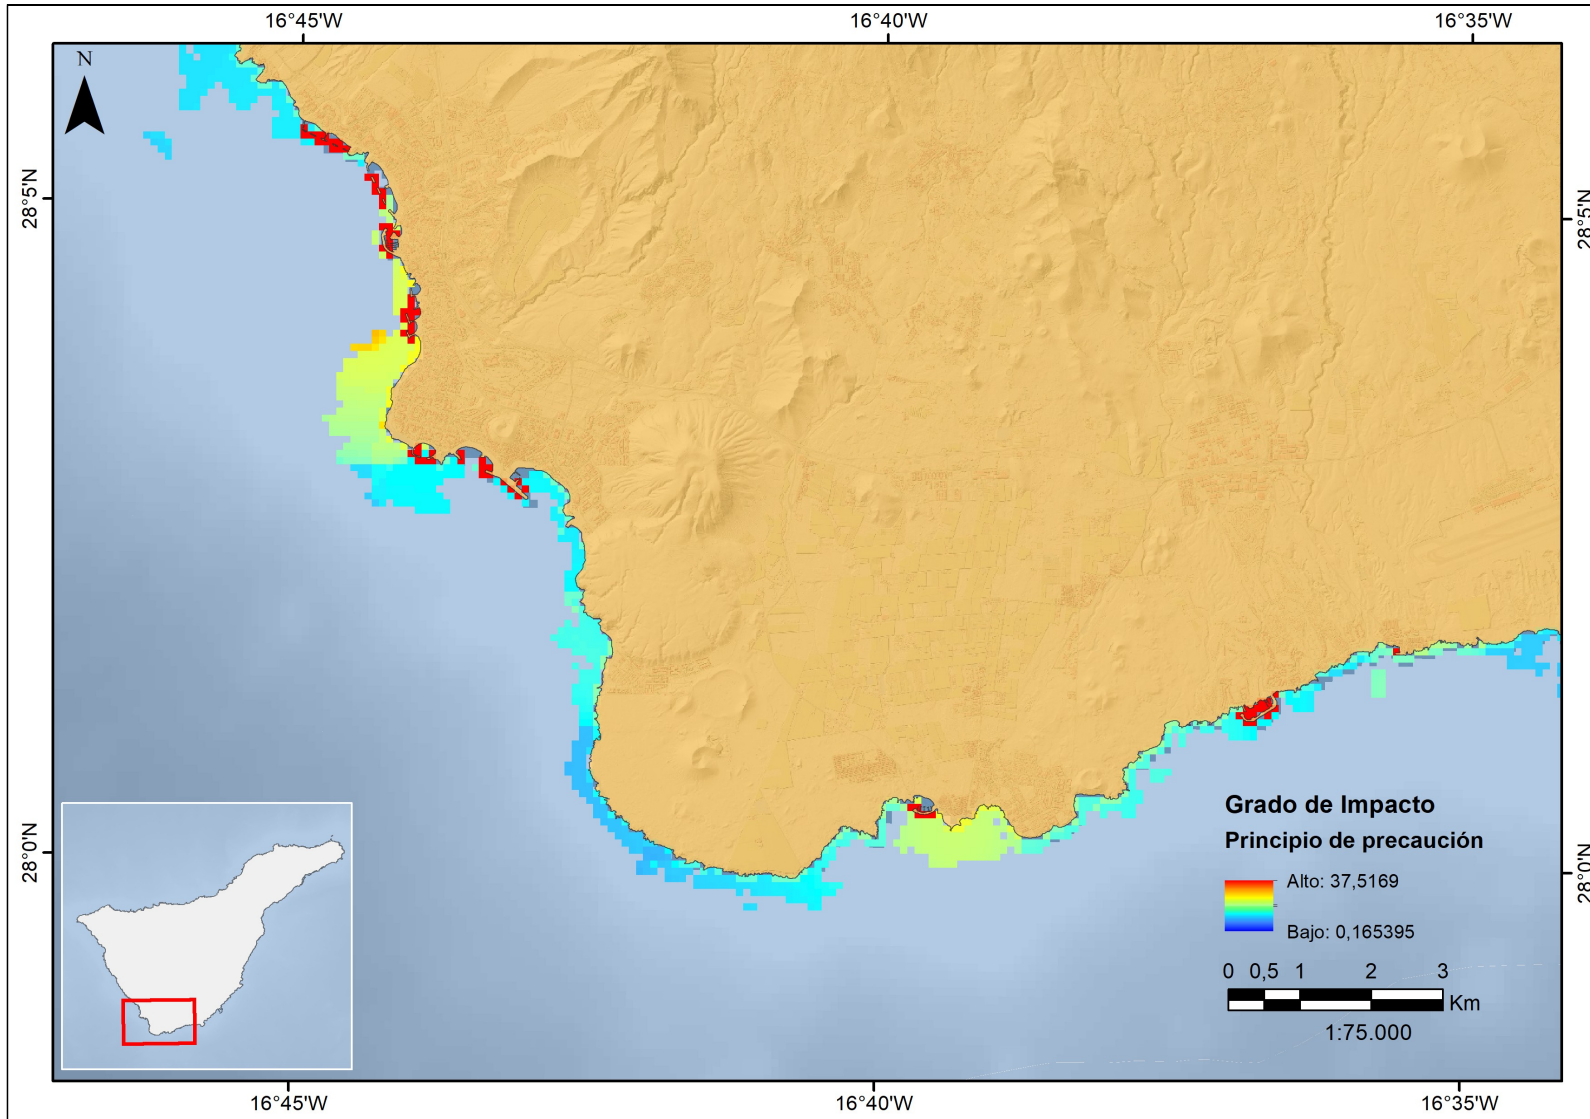 16°45'W 16°40'W 16°35'W
N
28°5'N 28°5'N
28°0'N 28°0'N
Grado de Impacto
Principio de precaución
Alto: 37,5169
Bajo: 0,165395
0 0,5 1 2 3
Km
1:75.000
16°45'W 16°40'W 16°35'W